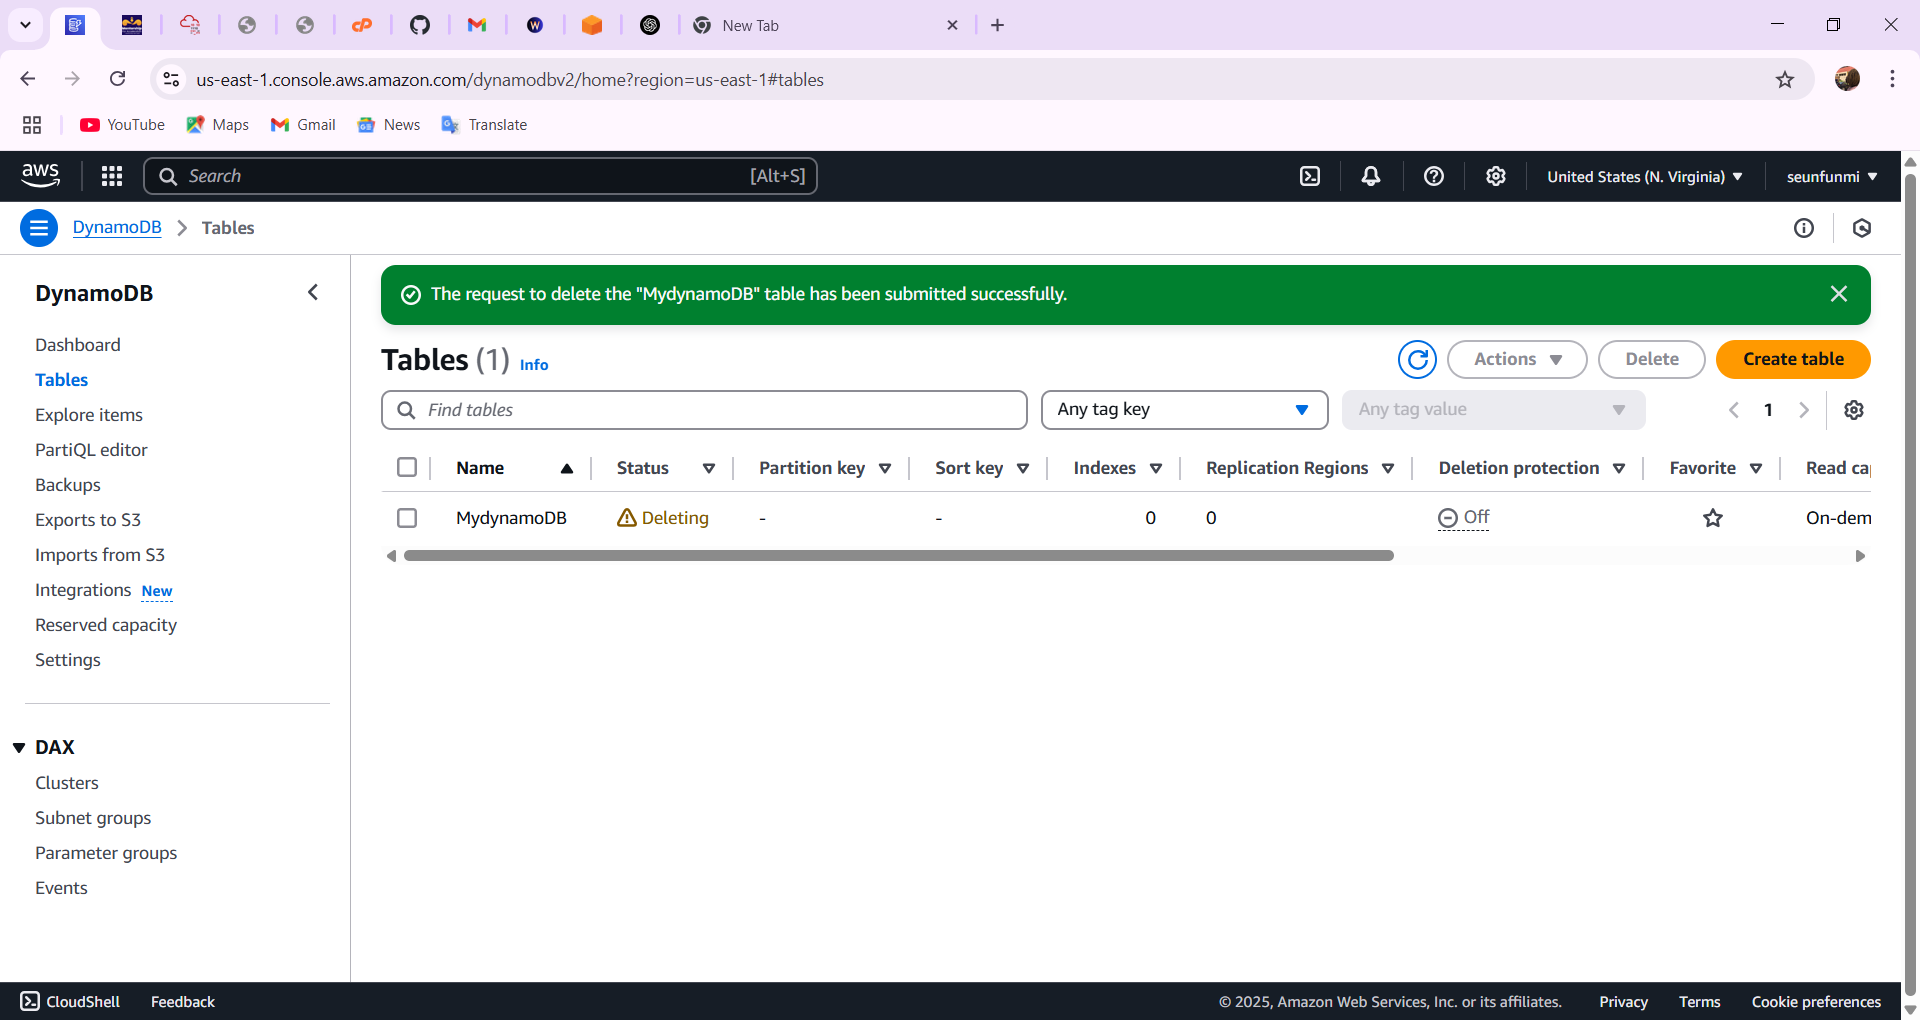 New Tab
us-east-1.console.aws.amazon.com/dynamodbv2/home?region=us-east-1#tables
YouTube Maps Gmail News Translate
aws Search [Alt+S] United States (N. Virginia) seunfunmi
DynamoDB Tables
DynamoDB
Dashboard
Tables
Explore items
PartiQL editor
Backups
Exports to S3
Imports from S3
Integrations New
Reserved capacity
Settings
DAX
Clusters
Subnet groups
Parameter groups
Events
The request to delete the "MydynamoDB" table has been submitted successfully.
Tables (1) Info Actions Delete Create table
Find tables Any tag key Any tag value 1
Name Status Partition key Sort key Indexes Replication Regions Deletion protection Favorite Read ca
MydynamoDB Deleting - - 0 0 Off On-dem
CloudShell Feedback © 2025, Amazon Web Services, Inc. or its affiliates. Privacy Terms Cookie preferences